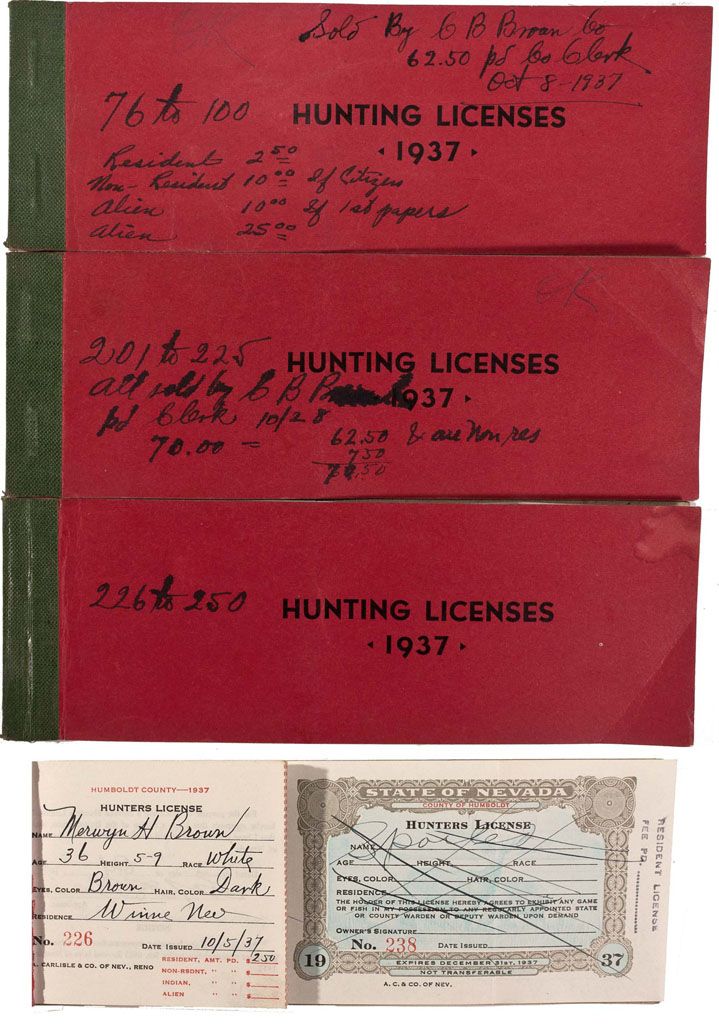 OK
Sold By C B Brown Co
62.50 pd Co Clerk
Oct 8-1937
76 to 100
HUNTING LICENSES
1937
Resident 2 50
Non-Resident 10 00 If Citizen
Alien 10 00 If 1st papers
Alien 25 00
OK
201 to 225
HUNTING LICENSES
All sold by C B
937
pd Clerk 10/28
70.00 = 62.50 & one Non res
7 50
.50
226 to 250
HUNTING LICENSES
1937
HUMBOLDT COUNTY—1937
HUNTERS LICENSE
NAME Merwyn H Brown
AGE 36 HEIGHT 5-9 RACE White
EYES, COLOR Brown HAIR, COLOR Dark
RESIDENCE Winne Nev
No. 226 DATE ISSUED 10/5/37
A. CARLISLE & CO. OF NEV., RENO
RESIDENT, AMT. PD. $ 2 50
NON-RSDNT, " " $
INDIAN, " " $
ALIEN " " $
STATE OF NEVADA
COUNTY OF HUMBOLDT
HUNTERS LICENSE
Spoiled
NAME
AGE HEIGHT, RACE
EYES, COLOR HAIR, COLOR
RESIDENCE
THE HOLDER OF THIS LICENSE HEREBY AGREES TO EXHIBIT ANY GAME
OR FISH IN MY POSSESSION TO ANY REGULARLY APPOINTED STATE
OR COUNTY WARDEN OR DEPUTY WARDEN UPON DEMAND
OWNER'S SIGNATURE
No. 238 DATE ISSUED
19 EXPIRES DECEMBER 31ST, 1937 37
NOT TRANSFERABLE
A. C. & CO. OF NEV.
RESIDENT LICENSE
FEE PD.